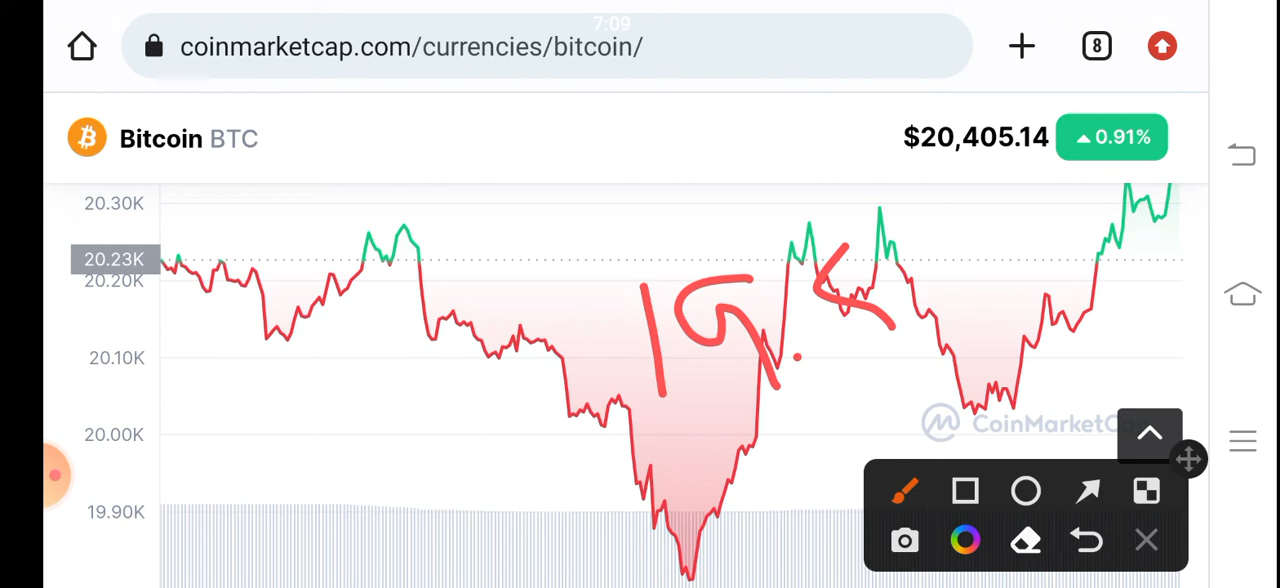 7:09
coinmarketcap.com/currencies/bitcoin/
8
Bitcoin BTC
$20,405.14
0.91%
20.30K
20.23K
20.20K
20.10K
20.00K
19.90K
CoinMarketC